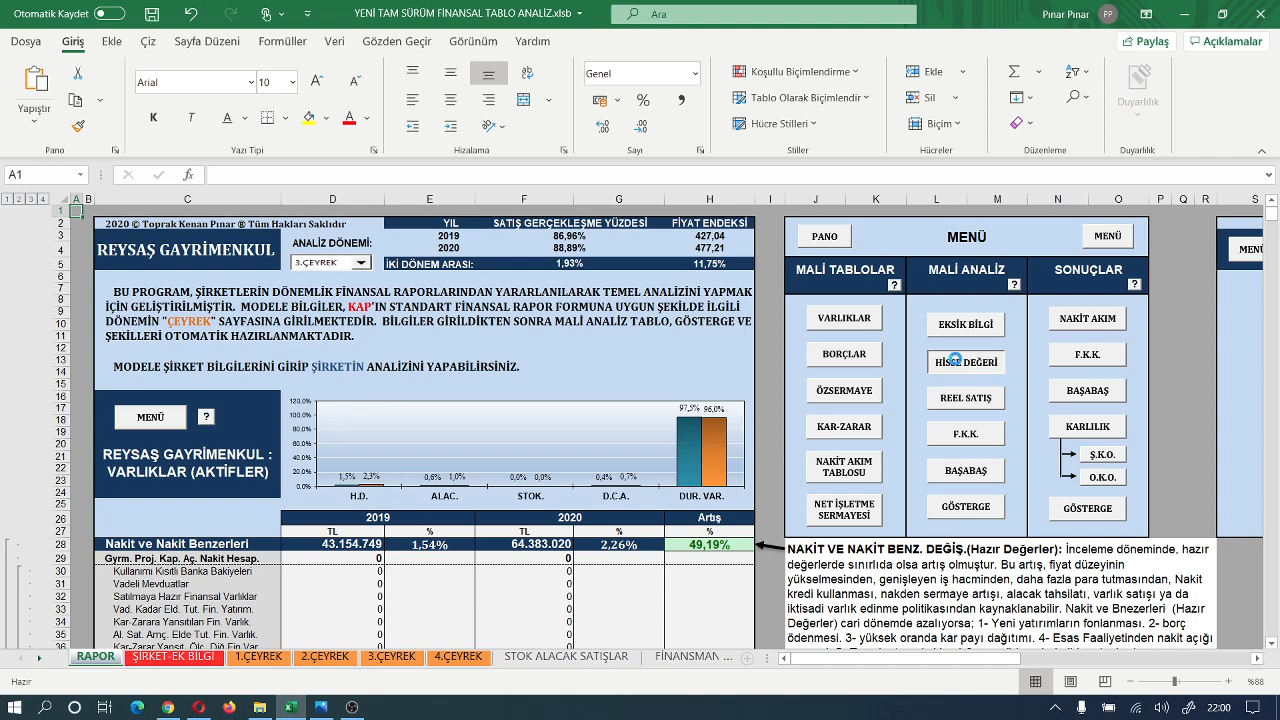 Otomatik Kaydet
YENİ TAM SÜRÜM FİNANSAL TABLO ANALİZ.xlsb
Ara
Pınar Pınar
PP
Dosya Giriş Ekle Çiz Sayfa Düzeni Formüller Veri Gözden Geçir Görünüm Yardım
Paylaş
Açıklamalar
Yapıştır
Arial
10
K T A
Genel
Koşullu Biçimlendirme
Tablo Olarak Biçimlendir
Hücre Stilleri
Ekle
Sil
Biçim
Duyarlılık
Pano
Yazı Tipi
Hizalama
Sayı
Stiller
Hücreler
Düzenleme
Duyarlılık
A1
fx
1 2 3 4
A B C D E F G H I J K L M N O P Q R S
2020 © Toprak Kenan Pınar ® Tüm Hakları Saklıdır
YIL SATIŞ GERÇEKLEŞME YÜZDESİ FİYAT ENDEKSİ
REYSAŞ GAYRİMENKUL
ANALİZ DÖNEMİ:
3.ÇEYREK
2019 86,96% 427,04
2020 88,89% 477,21
İKİ DÖNEM ARASI: 1,93% 11,75%
BU PROGRAM, ŞİRKETLERİN DÖNEMLİK FİNANSAL RAPORLARINDAN YARARLANILARAK TEMEL ANALİZİNİ YAPMAK
İÇİN GELİŞTİRİLMİŞTİR. MODELE BİLGİLER, KAP'IN STANDART FİNANSAL RAPOR FORMUNA UYGUN ŞEKİLDE İLGİLİ
DÖNEMİN "ÇEYREK" SAYFASINA GİRİLMEKTEDİR. BİLGİLER GİRİLDİKTEN SONRA MALİ ANALİZ TABLO, GÖSTERGE VE
ŞEKİLLERİ OTOMATİK HAZIRLANMAKTADIR.
MODELE ŞİRKET BİLGİLERİNİ GİRİP ŞİRKETİN ANALİZİNİ YAPABİLİRSİNİZ.
MENÜ
?
REYSAŞ GAYRİMENKUL :
VARLIKLAR (AKTİFLER)
120,0%
100,0%
80,0%
60,0%
40,0%
20,0%
0,0%
1,5% 2,3%
0,6% 1,0%
0,0% 0,0%
0,4% 0,7%
97,5% 96,0%
H.D. ALAC. STOK. D.C.A. DUR. VAR.
2019 2020 Artış
TL % TL % %
Nakit ve Nakit Benzerleri 43.154.749 1,54% 64.383.020 2,26% 49,19%
Gyrm. Proj. Kap. Aç. Nakit Hesap. 0 0
Kullanımı Kısıtlı Banka Bakiyeleri 0 0
Vadeli Mevduatlar 0 0
Satılmaya Hazır Finansal Varlıklar 0 0
Vad. Kadar Eld. Tut. Fin. Varlık. 0 0
Kar-Zarara Yansıtılan Fin. Varlık. 0 0
Al. Sat. Amç. Elde Tut. Fin. Varlık. 0 0
PANO
MENÜ
MENÜ
MALİ TABLOLAR ?
MALİ ANALİZ ?
SONUÇLAR ?
VARLIKLAR
BORÇLAR
ÖZSERMAYE
KAR-ZARAR
NAKİT AKIM
TABLOSU
NET İŞLETME
SERMAYESİ
EKSİK BİLGİ
HİSSE DEĞERİ
REEL SATIŞ
F.K.K.
BAŞABAŞ
GÖSTERGE
NAKİT AKIM
F.K.K.
BAŞABAŞ
KARLILIK
Ş.K.O.
O.K.O.
GÖSTERGE
NAKİT VE NAKİT BENZ. DEĞİŞ.(Hazır Değerler): İnceleme döneminde, hazır
değerlerde sınırlıda olsa artış olmuştur. Bu artış, fiyat düzeyinin
yükselmesinden, genişleyen iş hacminden, daha fazla para tutmasından, Nakit
kredi kullanması, nakden sermaye artışı, alacak tahsilatı, varlık satışı ya da
iktisadi varlık edinme politikasından kaynaklanabilir. Nakit ve Bnezerleri (Hazır
Değerler) cari dönemde azalıyorsa; 1- Yeni yatırımların fonlanması. 2- borç
ödenmesi. 3- yüksek oranda kar payı dağıtımı. 4- Esas Faaliyetinden nakit açığı
RAPOR ŞİRKET-EK BİLGİ 1.ÇEYREK 2.ÇEYREK 3.ÇEYREK 4.ÇEYREK STOK ALACAK SATIŞLAR FİNANSMAN ...
Hazır
%88
22:00